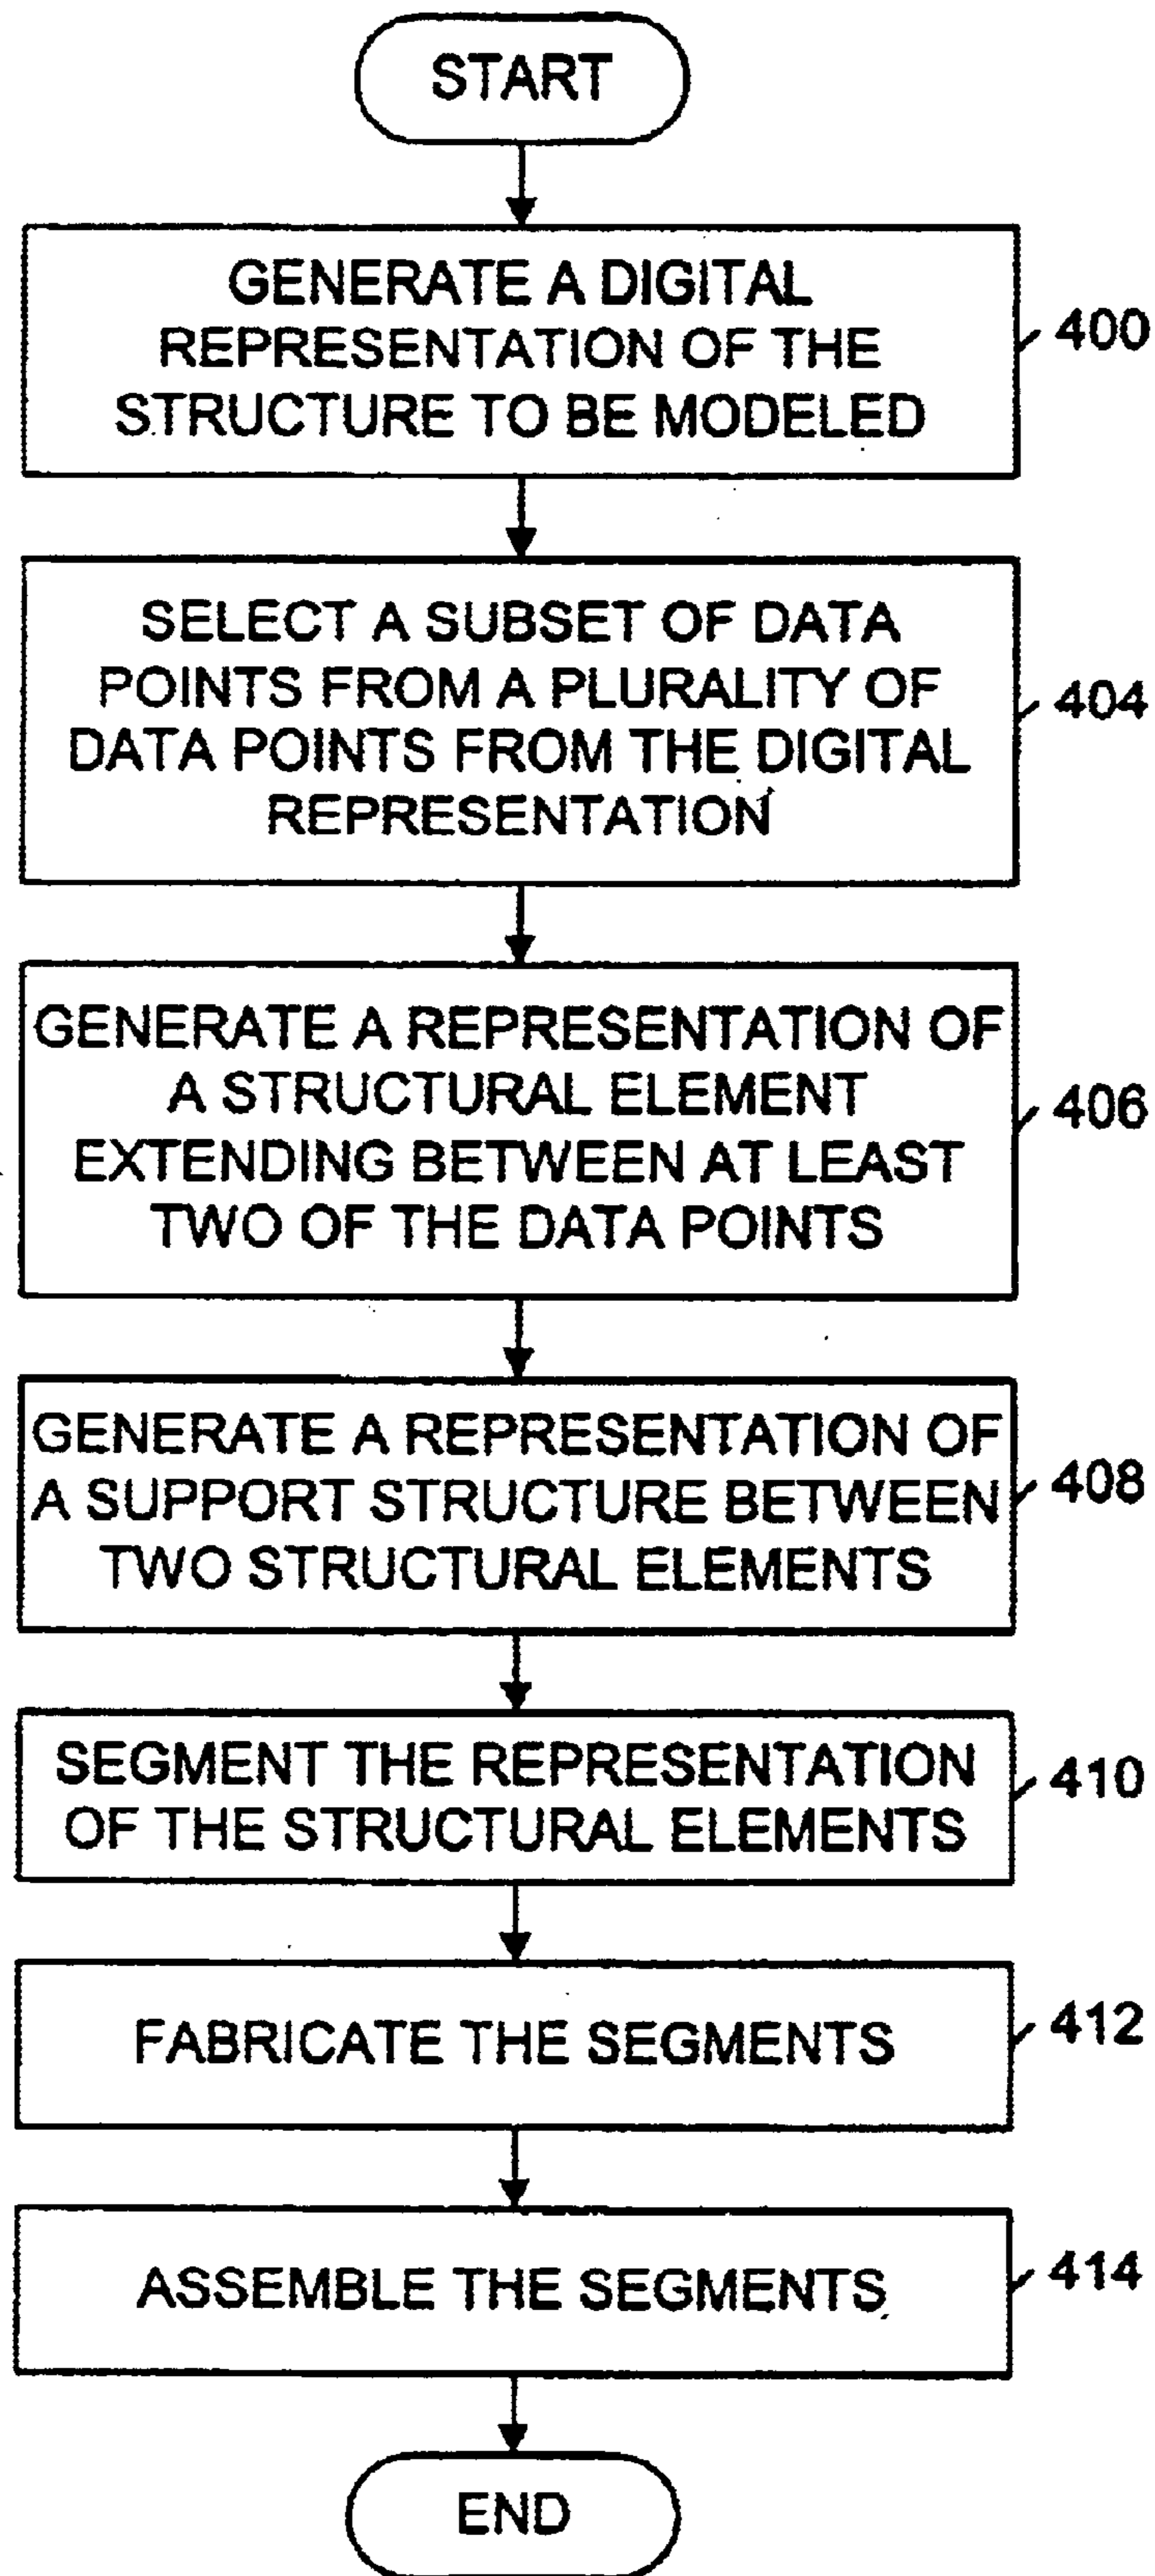 START
GENERATE A DIGITAL
REPRESENTATION OF THE
STRUCTURE TO BE MODELED
400
SELECT A SUBSET OF DATA
POINTS FROM A PLURALITY OF
DATA POINTS FROM THE DIGITAL
REPRESENTATION
404
GENERATE A REPRESENTATION OF
A STRUCTURAL ELEMENT
EXTENDING BETWEEN AT LEAST
TWO OF THE DATA POINTS
406
GENERATE A REPRESENTATION OF
A SUPPORT STRUCTURE BETWEEN
TWO STRUCTURAL ELEMENTS
408
SEGMENT THE REPRESENTATION
OF THE STRUCTURAL ELEMENTS
410
FABRICATE THE SEGMENTS
412
ASSEMBLE THE SEGMENTS
414
END